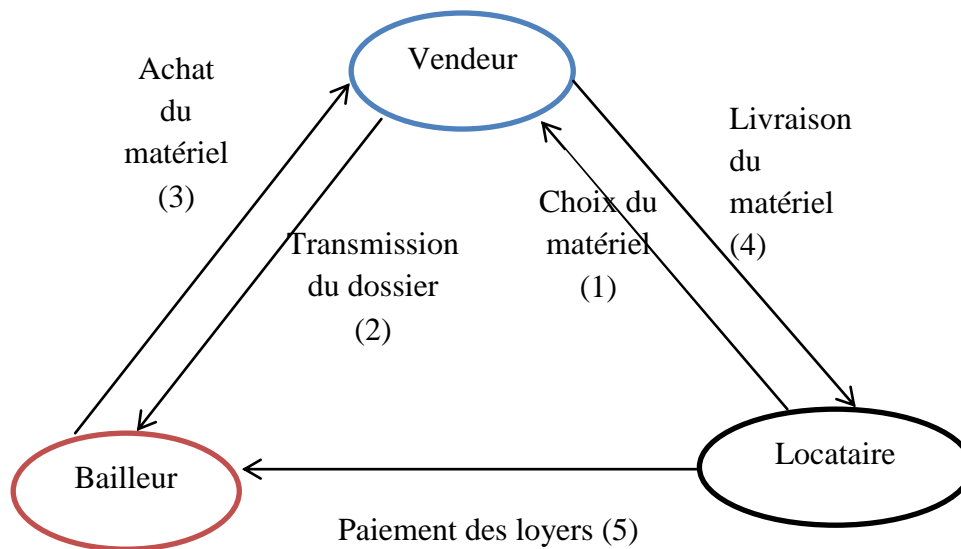 Vendeur
Achat
du
matériel
(3)
Livraison
du
matériel
(4)
Choix du
matériel
(1)
Transmission
du dossier
(2)
Bailleur
Locataire
Paiement des loyers (5)